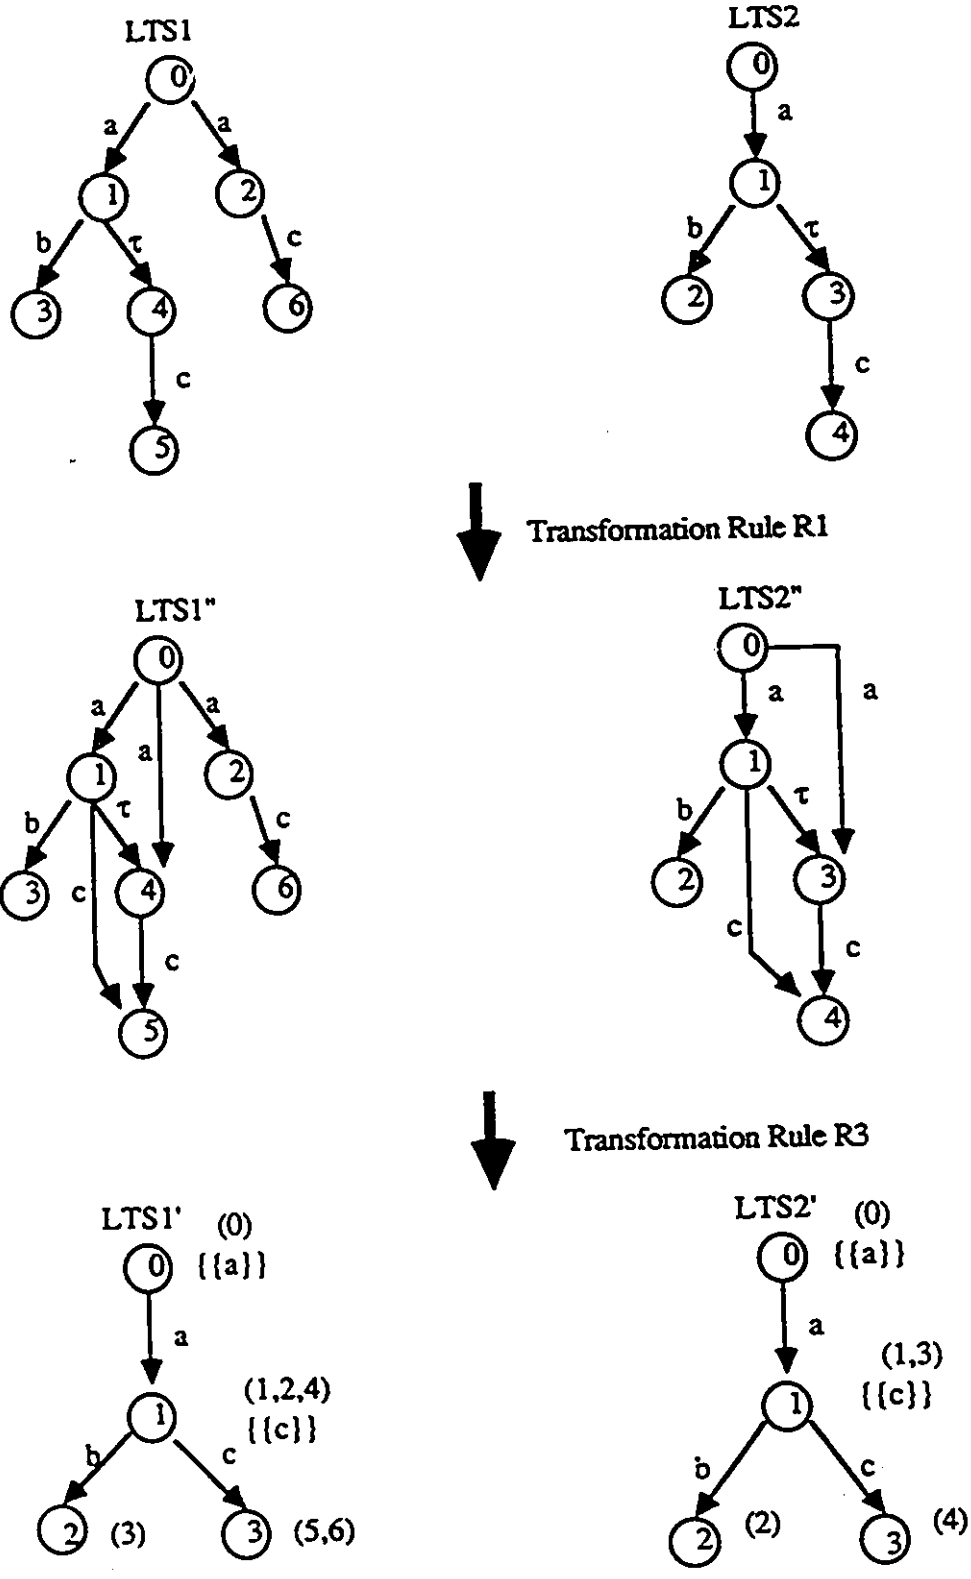 LTS1 LTS2
0 0
a a a
1 2 1
b τ c b τ
3 4 6 2 3
c c
5 4
Transformation Rule R1
LTS1" LTS2"
0 0
a a a a a
1 2 1
b τ c b τ
3 c 4 6 2 c 3
c c
5 4
Transformation Rule R3
LTS1' (0) LTS2' (0)
0 {{a}} 0 {{a}}
a a
(1,2,4) (1,3)
1 {{c}} 1 {{c}}
b c b c
2 (3) 3 (5,6) 2 (2) 3 (4)